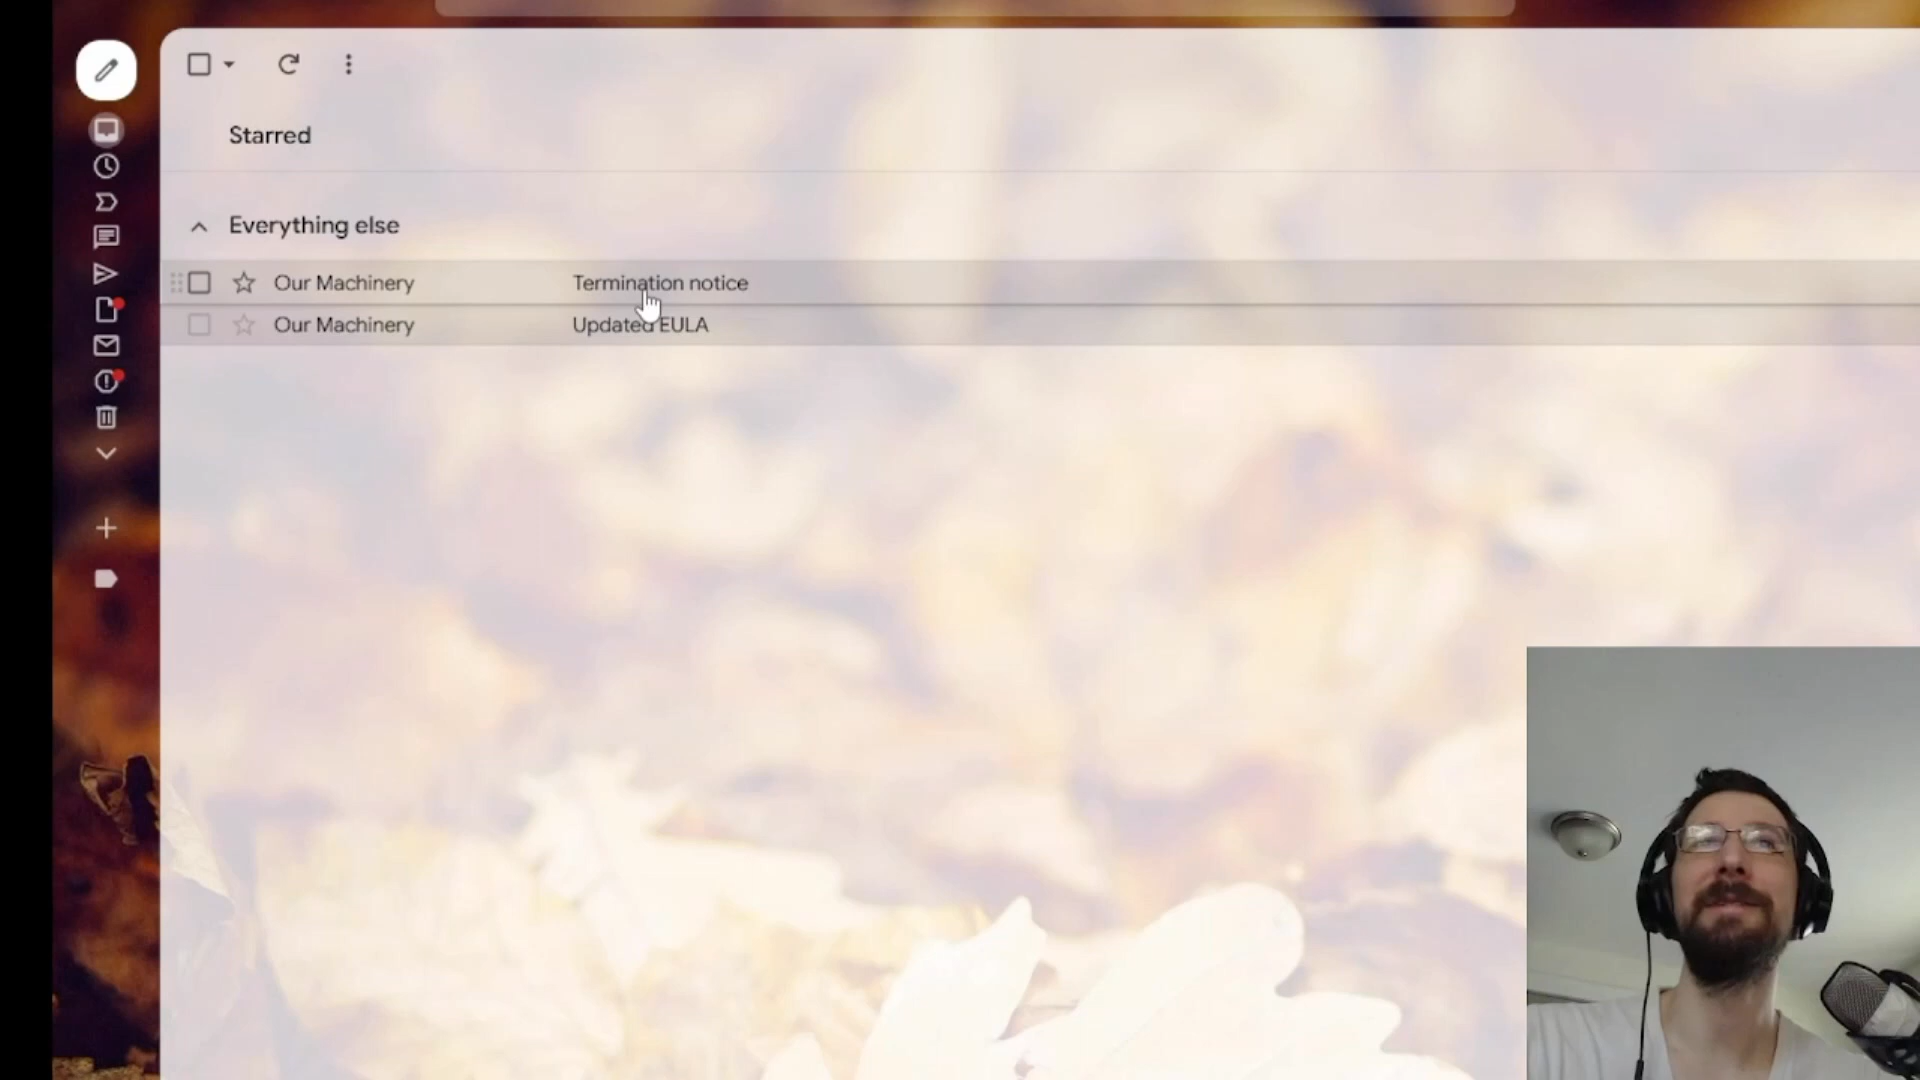 Starred
Everything else
Our Machinery Termination notice
Our Machinery Updated EULA